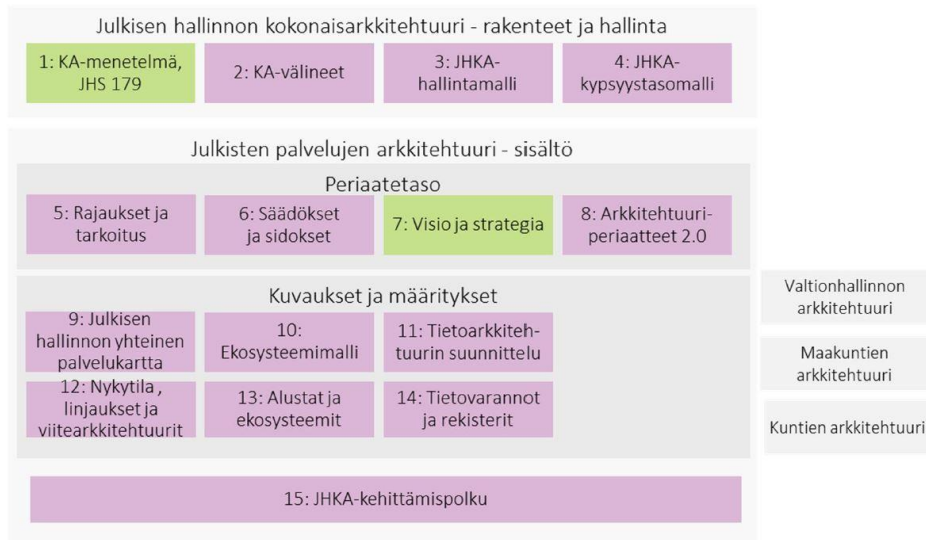 Julkisen hallinnon kokonaisarkkitehtuuri - rakenteet ja hallinta
1: KA-menetelmä,
JHS 179
2: KA-välineet
3: JHKA-
hallintamalli
4: JHKA-
kypsyystasomalli
Julkisten palvelujen arkkitehtuuri - sisältö
Periaatetaso
5: Rajaukset ja
tarkoitus
6: Säädökset
ja sidokset
7: Visio ja strategia
8: Arkkitehtuuri-
periaatteet 2.0
Kuvaukset ja määritykset
9: Julkisen
hallinnon yhteinen
palvelukartta
10:
Ekosysteemimalli
11: Tietoarkkiteh-
tuurin suunnittelu
12: Nykytila ,
linjaukset ja
viitearkkitehtuurit
13: Alustat ja
ekosysteemit
14: Tietovarannot
ja rekisterit
15: JHKA-kehittämispolku
Valtionhallinnon
arkkitehtuuri
Maakuntien
arkkitehtuuri
Kuntien arkkitehtuuri